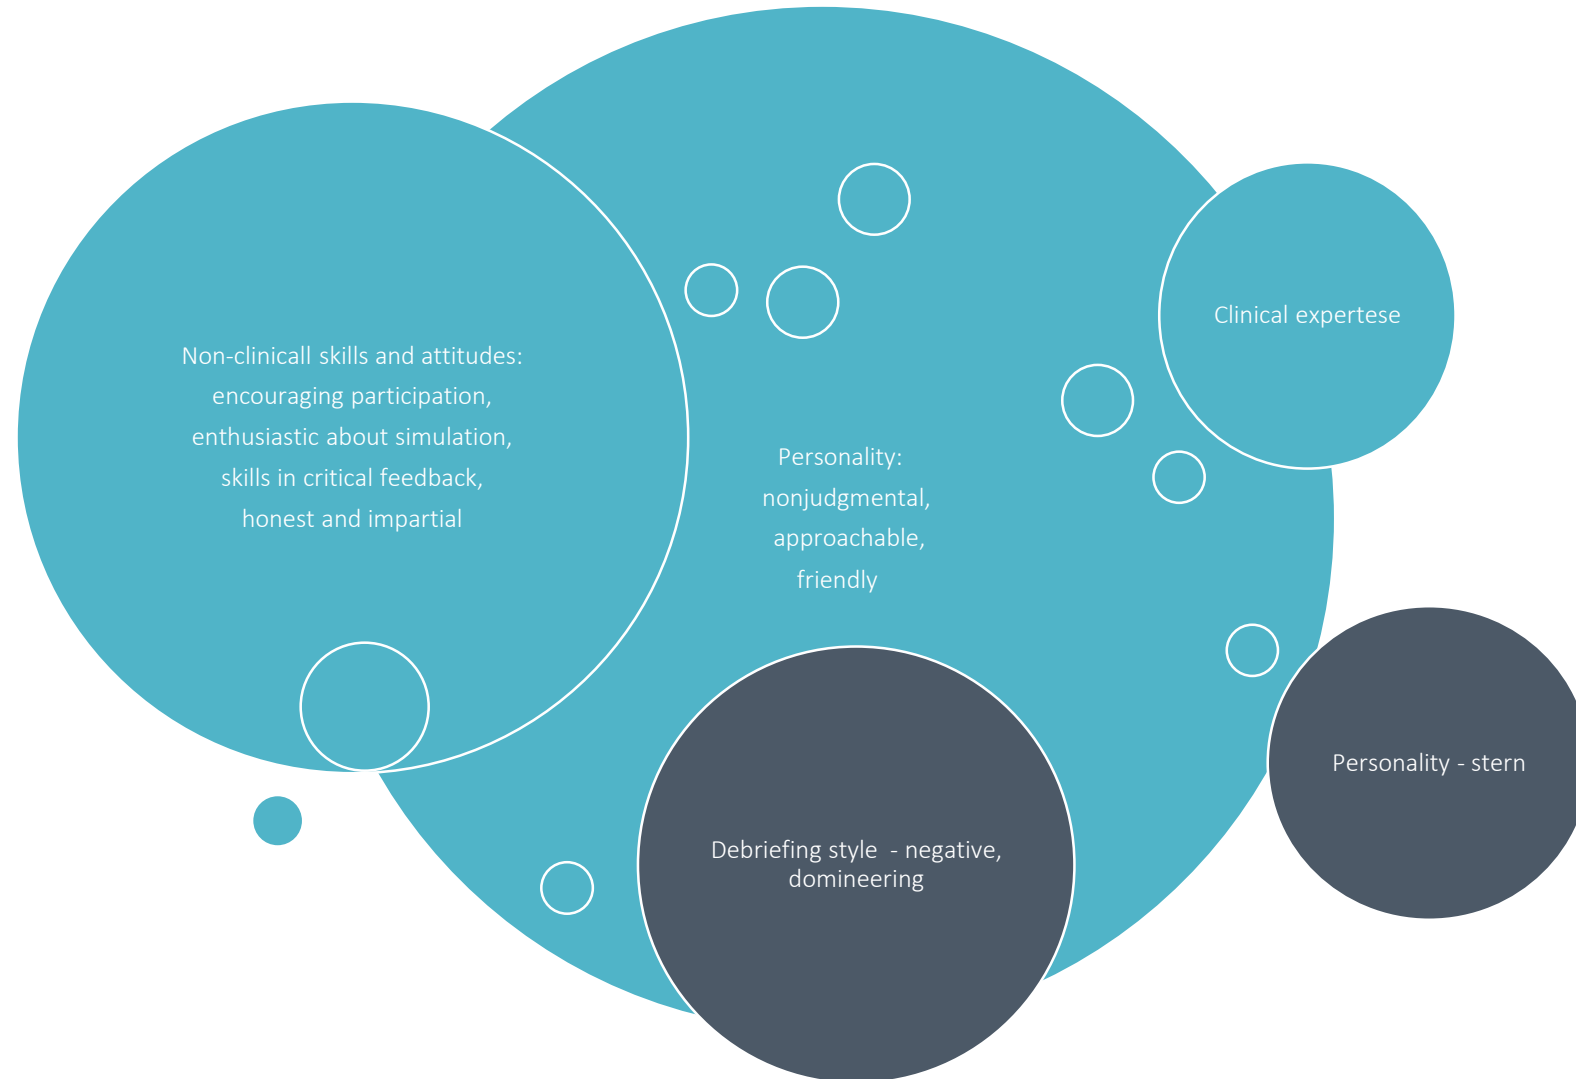 Non-clinicall skills and attitudes:
encouraging participation,
enthusiastic about simulation,
skills in critical feedback,
honest and impartial
Personality:
nonjudgmental,
approachable,
friendly
Clinical expertese
Debriefing style  - negative,
domineering
Personality - stern